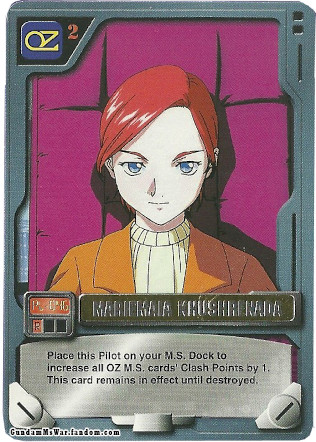 OZ 2
MARIEMAIA KHUSHRENADA
Place this Pilot on your M.S. Dock to
increase all OZ M.S. cards' Clash Points by 1.
This card remains in effect until destroyed.
GundamMsWar.fandom.com